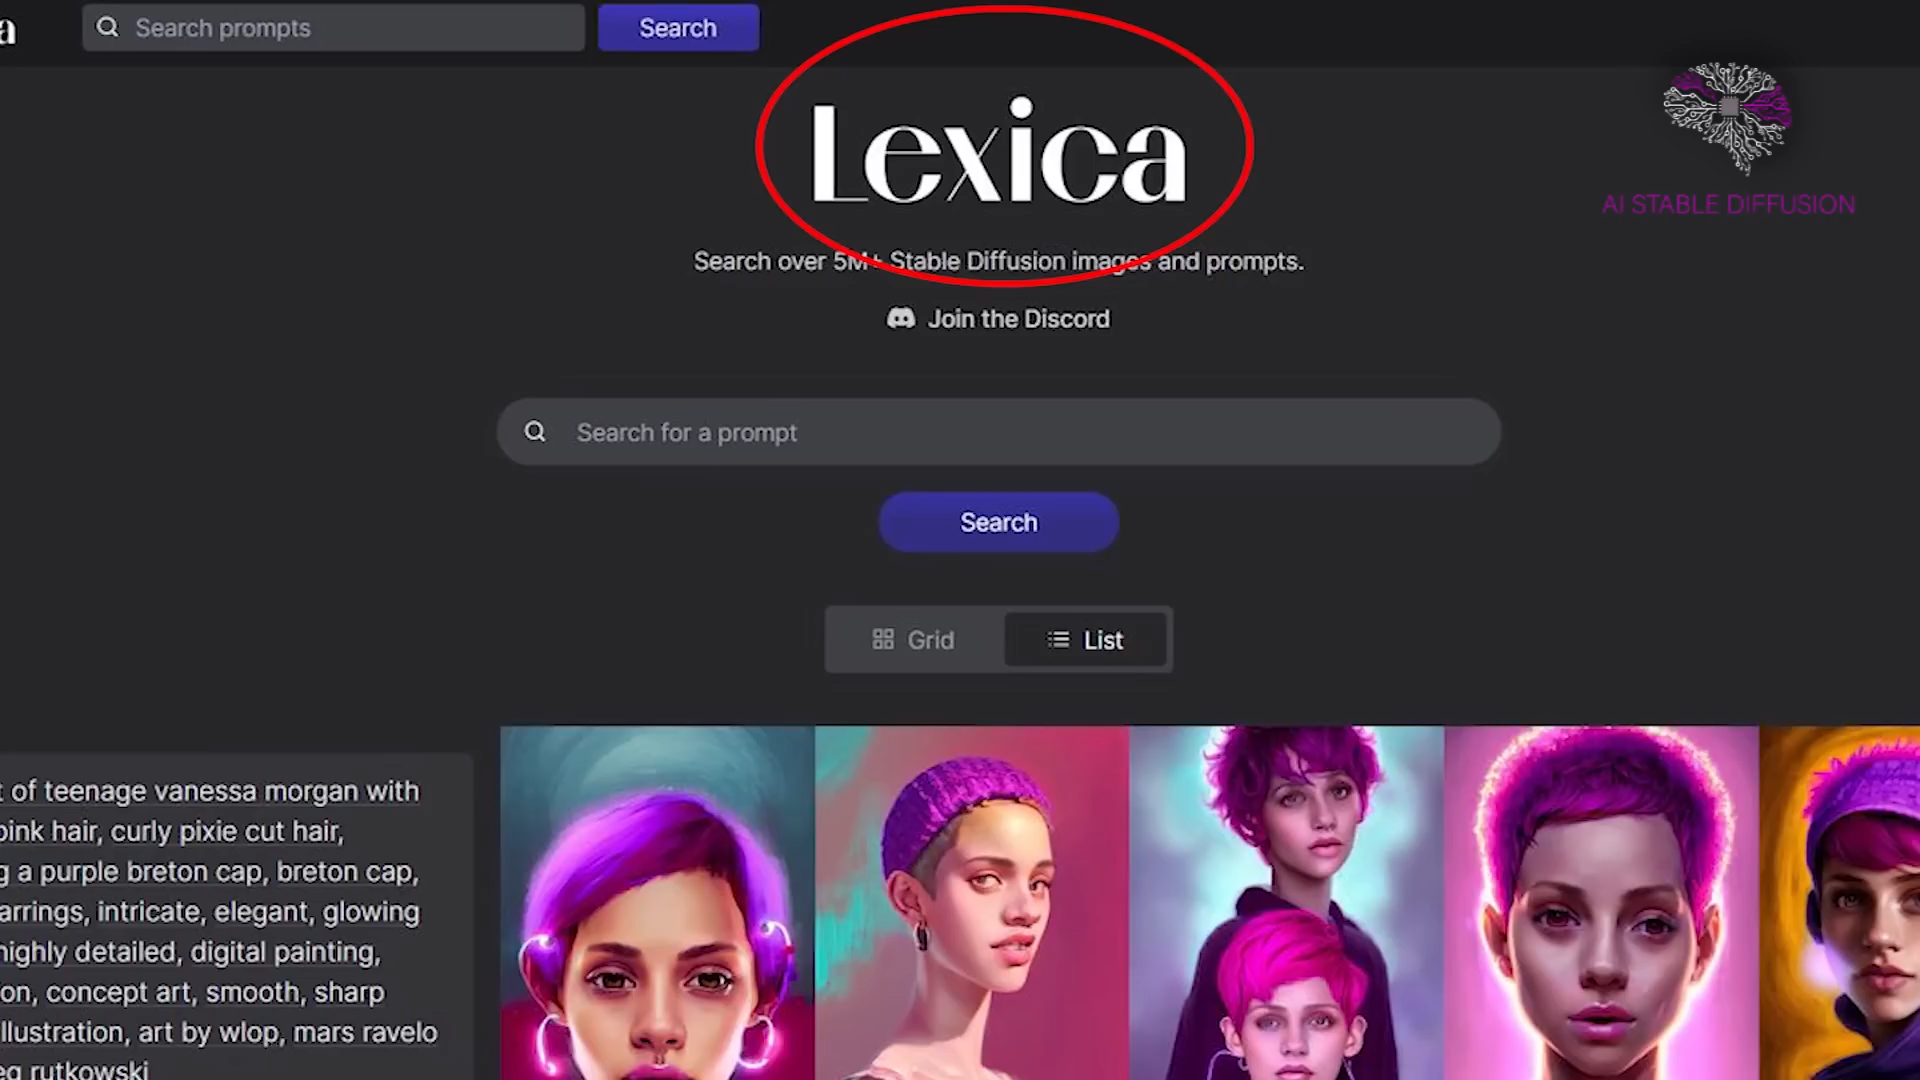 a
Search prompts
Search
Lexica
AI STABLE DIFFUSION
Search over 5M+ Stable Diffusion images and prompts.
Join the Discord
Search for a prompt
Search
Grid
List
of teenage vanessa morgan with
pink hair, curly pixie cut hair,
a purple breton cap, breton cap,
arrings, intricate, elegant, glowing
highly detailed, digital painting,
on, concept art, smooth, sharp
illustration, art by wlop, mars ravelo
eg rutkowski